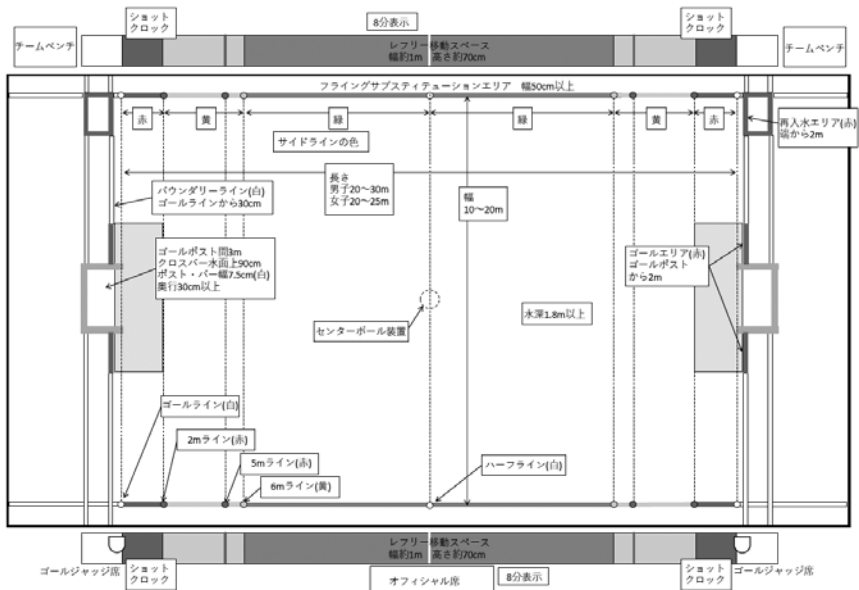 ショット
クロック
8分表示
ショット
クロック
チームベンチ
レフリー移動スペース
幅約1m 高さ約70cm
チームベンチ
フライングサブスティテューションエリア 幅50cm以上
赤
黄
緑
緑
黄
赤
再入水エリア(赤)
端から2m
サイドラインの色
長さ
男子20〜30m
女子20〜25m
幅
10〜20m
バウンダリーライン(白)
ゴールラインから30cm
ゴールポスト間3m
クロスバー水面上90cm
ポスト・バー幅7.5cm(白)
奥行30cm以上
ゴールエリア(赤)
ゴールポスト
から2m
センターボール装置
水深1.8m以上
ゴールライン(白)
2mライン(赤)
5mライン(赤)
6mライン(黄)
ハーフライン(白)
レフリー移動スペース
幅約1m 高さ約70cm
ゴールジャッジ席
ショット
クロック
オフィシャル席
8分表示
ショット
クロック
ゴールジャッジ席